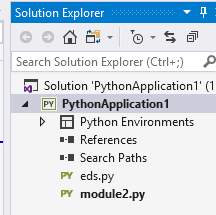 Solution Explorer
Search Solution Explorer (Ctrl+;)
Solution 'PythonApplication1' (1
PY PythonApplication1
Python Environments
References
Search Paths
PY eds.py
PY module2.py